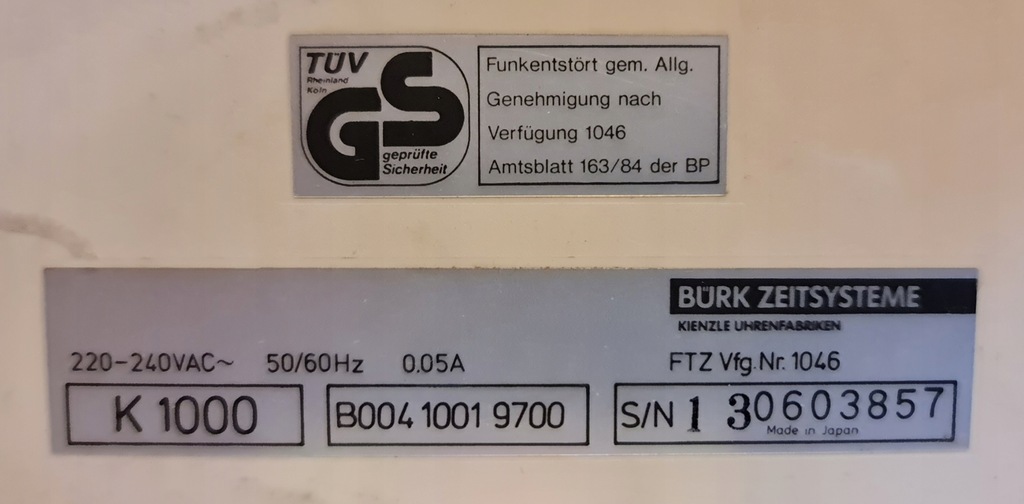 TÜV
Rheinland
Köln
GS
geprüfte
Sicherheit
Funkentstört gem. Allg.
Genehmigung nach
Verfügung 1046
Amtsblatt 163/84 der BP
BÜRK ZEITSYSTEME
KIENZLE UHRENFABRIKEN
220-240VAC~ 50/60Hz 0.05A
FTZ Vfg.Nr. 1046
K 1000
B004 1001 9700
S/N 1 30603857
Made in Japan